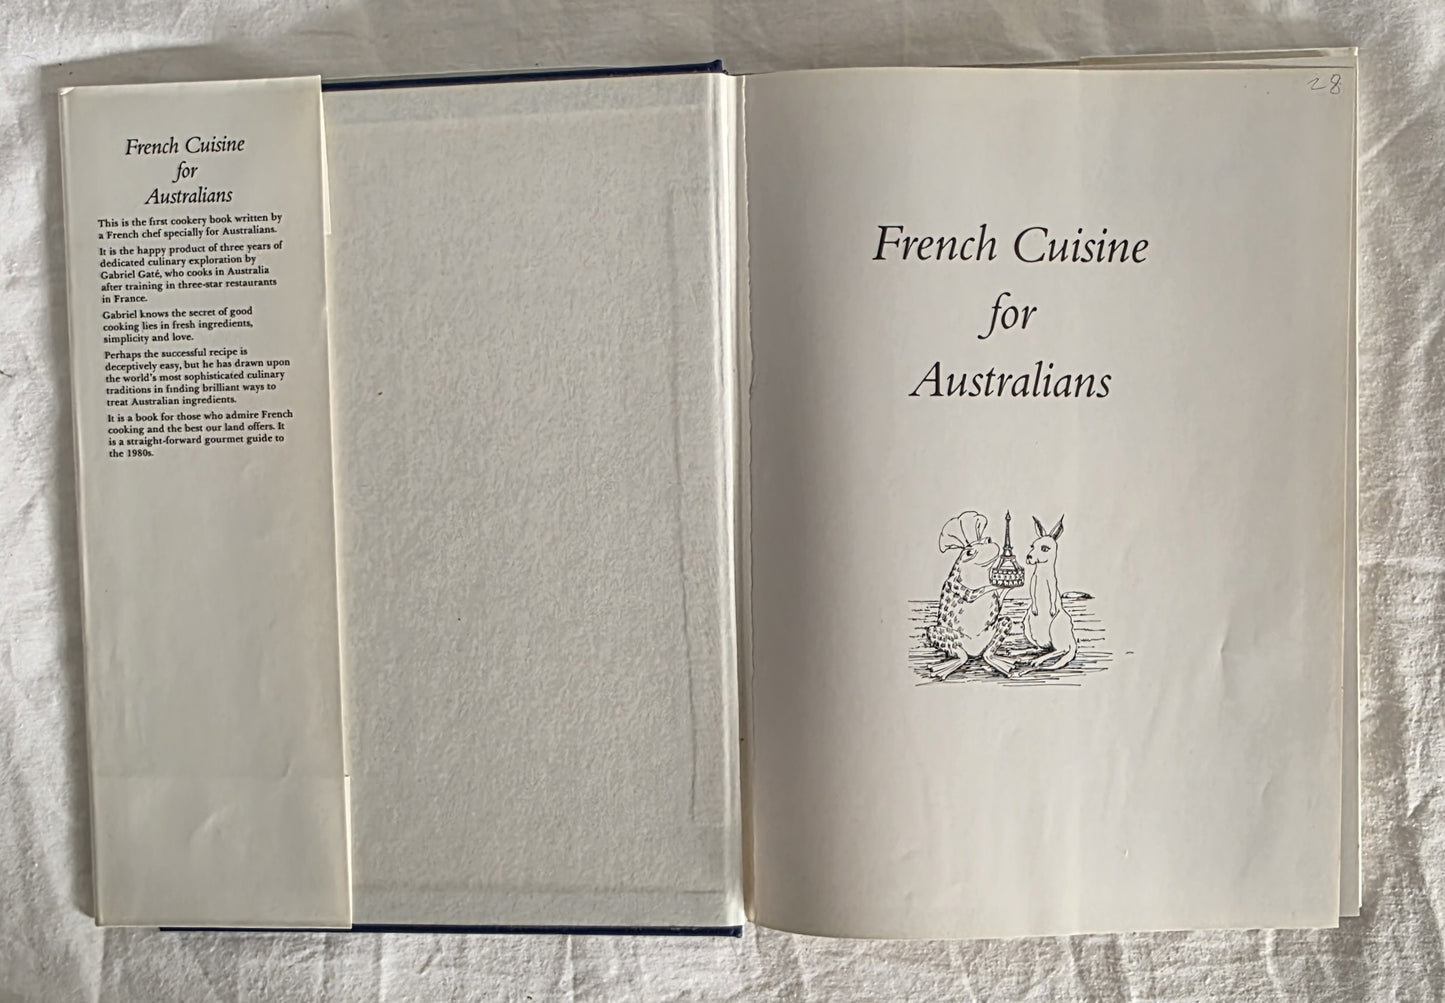 French Cuisine
for
Australians
This is the first cookery book written by
a French chef specially for Australians.
It is the happy product of three years of
dedicated culinary exploration by
Gabriel Gaté, who cooks in Australia
after training in three-star restaurants
in France.
Gabriel knows the secret of good
cooking lies in fresh ingredients,
simplicity and love.
Perhaps the successful recipe is
deceptively easy, but he has drawn upon
the world's most sophisticated culinary
traditions in finding brilliant ways to
treat Australian ingredients.
It is a book for those who admire French
cooking and the best our land offers. It
is a straight-forward gourmet guide to
the 1980s.
28
French Cuisine
for
Australians